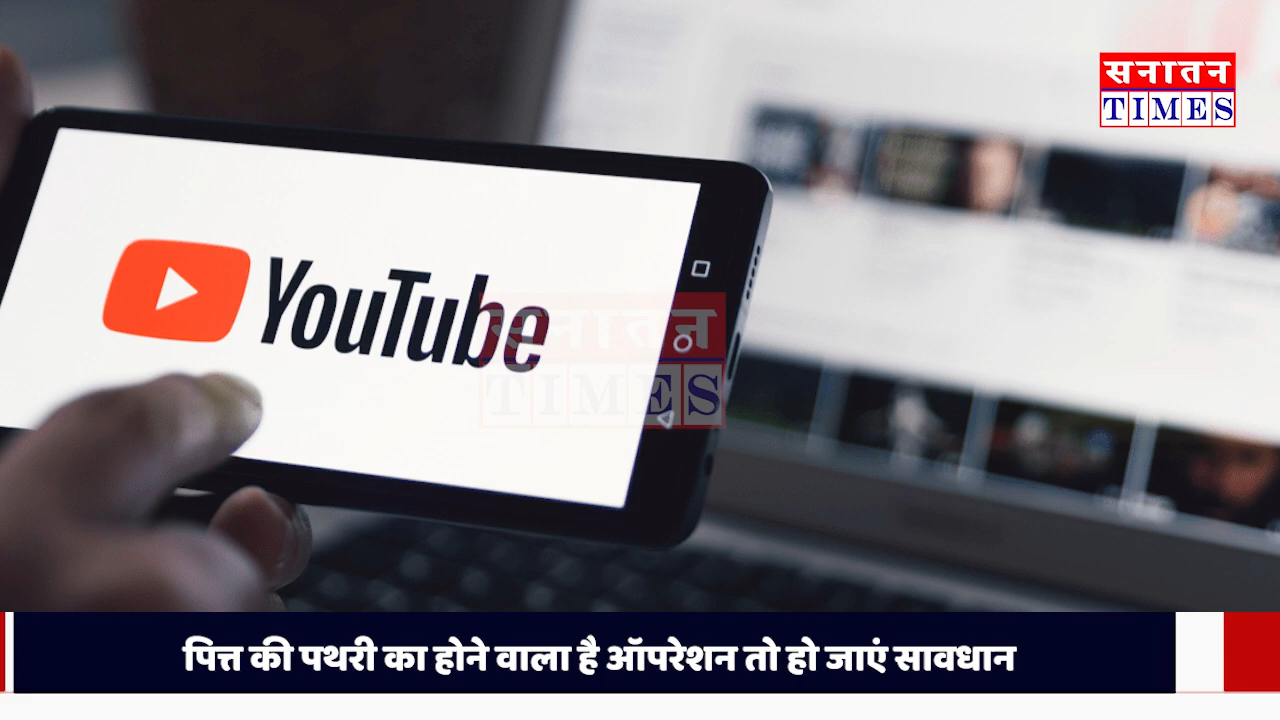 सनातन
TIMES
YouTube
सनातन
TIMES
पित्त की पथरी का होने वाला है ऑपरेशन तो हो जाएं सावधान